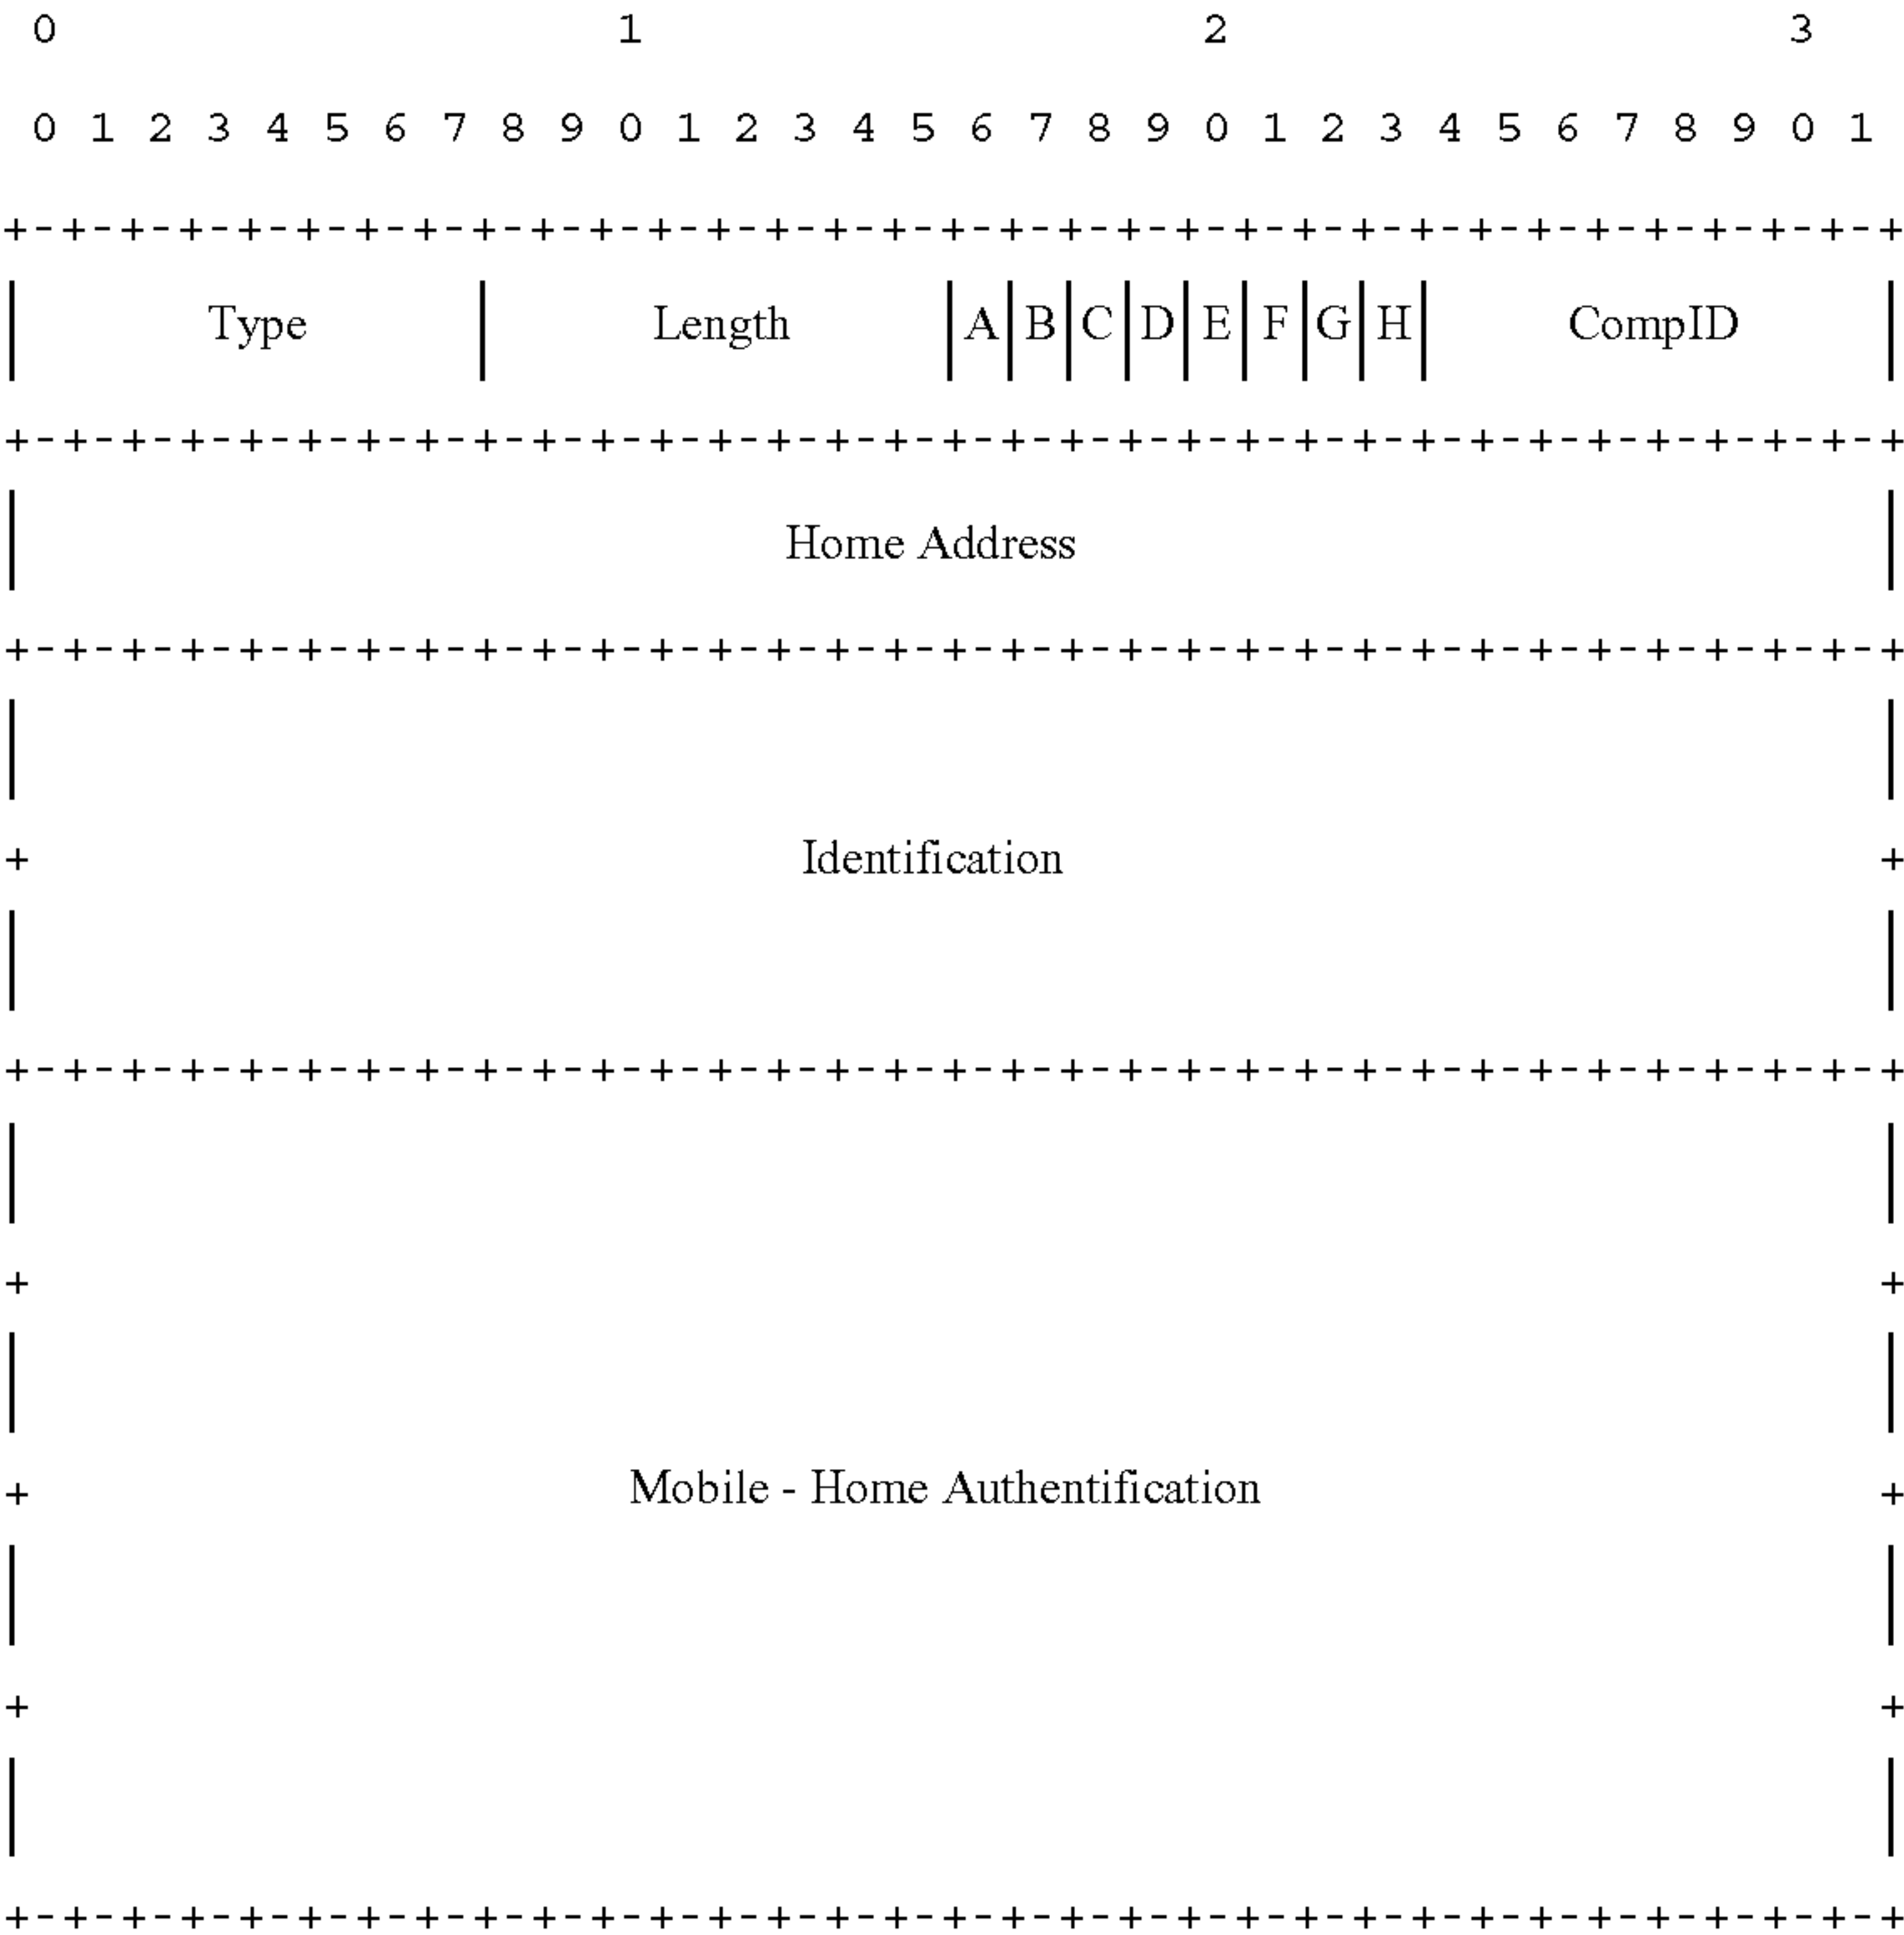 0 1 2 3
0 1 2 3 4 5 6 7 8 9 0 1 2 3 4 5 6 7 8 9 0 1 2 3 4 5 6 7 8 9 0 1
+-+-+-+-+-+-+-+-+-+-+-+-+-+-+-+-+-+-+-+-+-+-+-+-+-+-+-+-+-+-+-+-+
| Type | Length |A|B|C|D|E|F|G|H| CompID |
+-+-+-+-+-+-+-+-+-+-+-+-+-+-+-+-+-+-+-+-+-+-+-+-+-+-+-+-+-+-+-+-+
| Home Address |
+-+-+-+-+-+-+-+-+-+-+-+-+-+-+-+-+-+-+-+-+-+-+-+-+-+-+-+-+-+-+-+-+
| |
+ Identification +
| |
+-+-+-+-+-+-+-+-+-+-+-+-+-+-+-+-+-+-+-+-+-+-+-+-+-+-+-+-+-+-+-+-+
| |
+ +
| |
+ Mobile - Home Authentification +
| |
+ +
| |
+-+-+-+-+-+-+-+-+-+-+-+-+-+-+-+-+-+-+-+-+-+-+-+-+-+-+-+-+-+-+-+-+